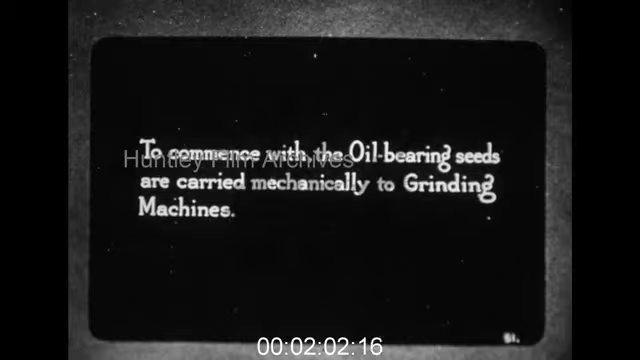 To commence with, the Oil-bearing seeds
are carried mechanically to Grinding
Machines.
Huntley Film Archives
51.
00:02:02:16